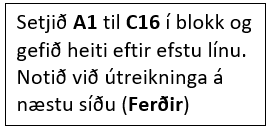 Setjið A1 til C16 í blokk og
gefið heiti eftir efstu línu.
Notið við útreikninga á
næstu síðu (Ferðir)